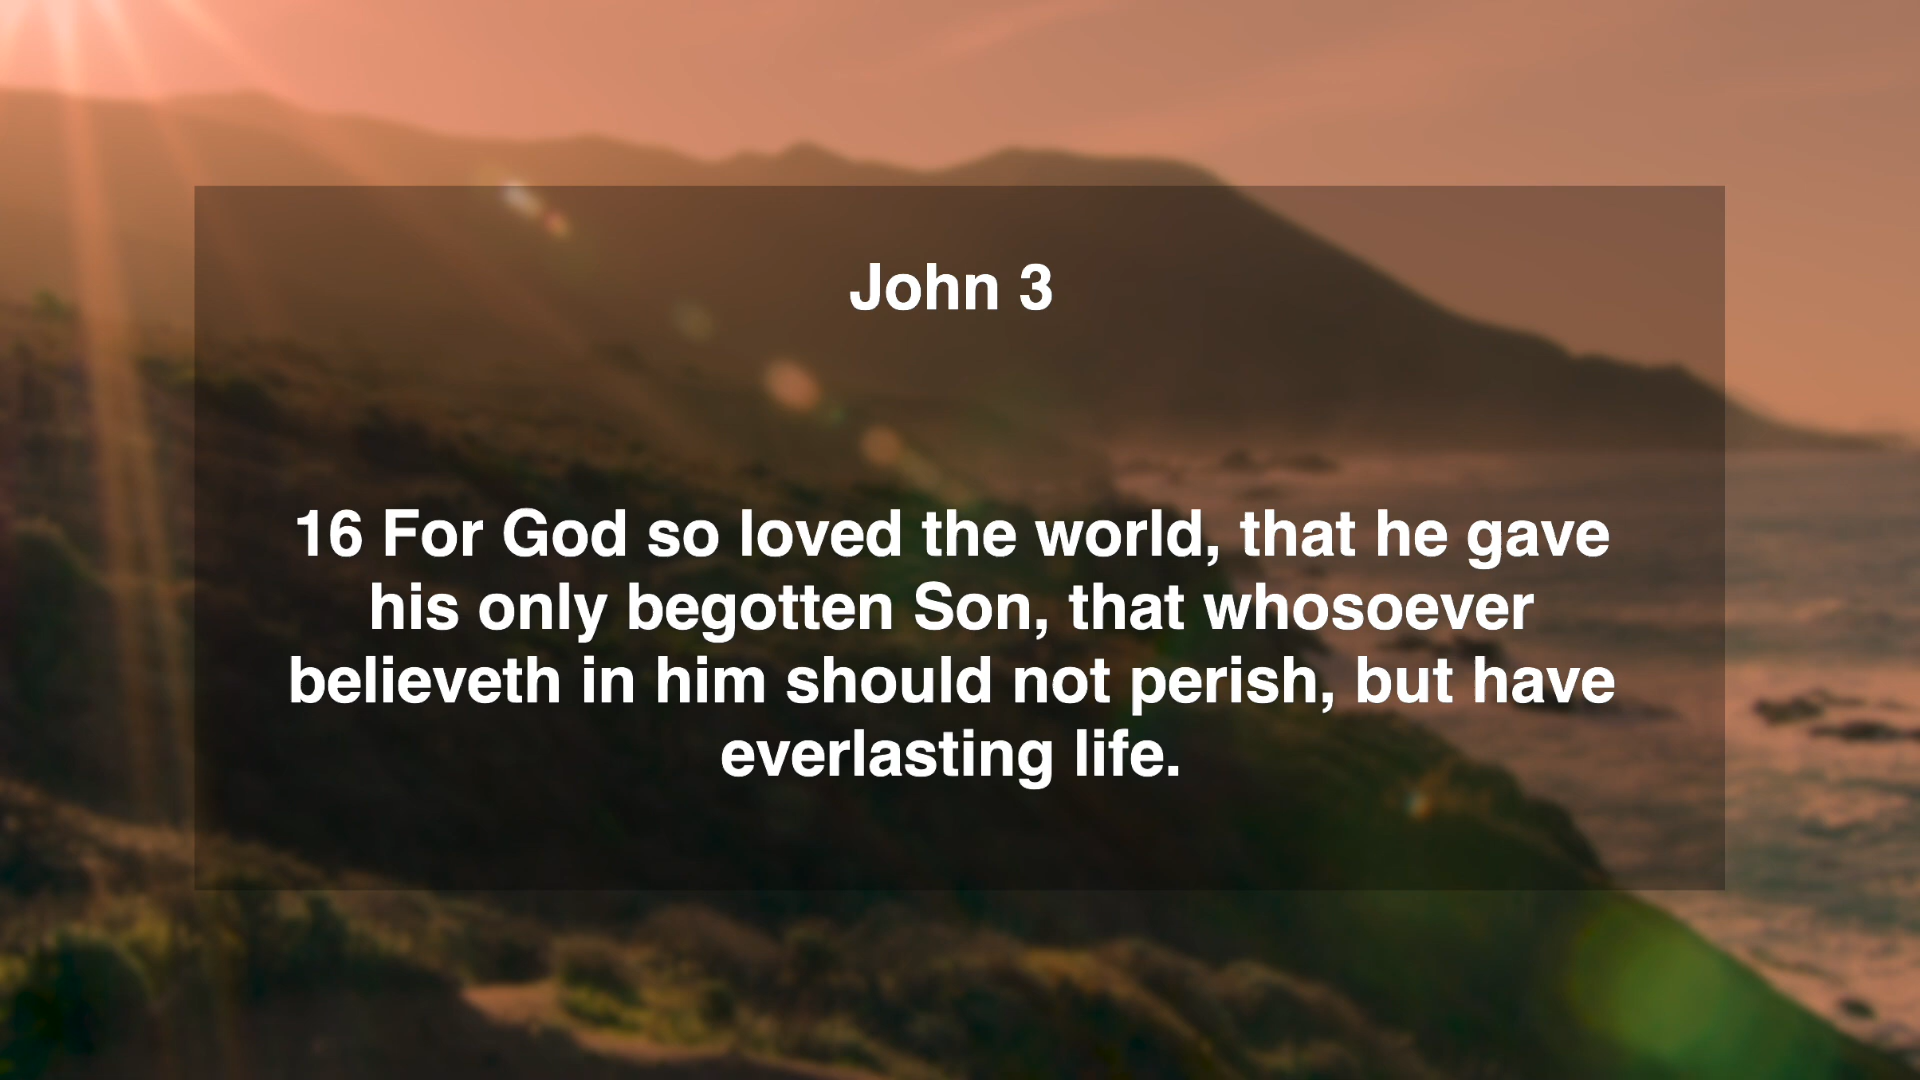 John 3
16 For God so loved the world, that he gave
his only begotten Son, that whosoever
believeth in him should not perish, but have
everlasting life.